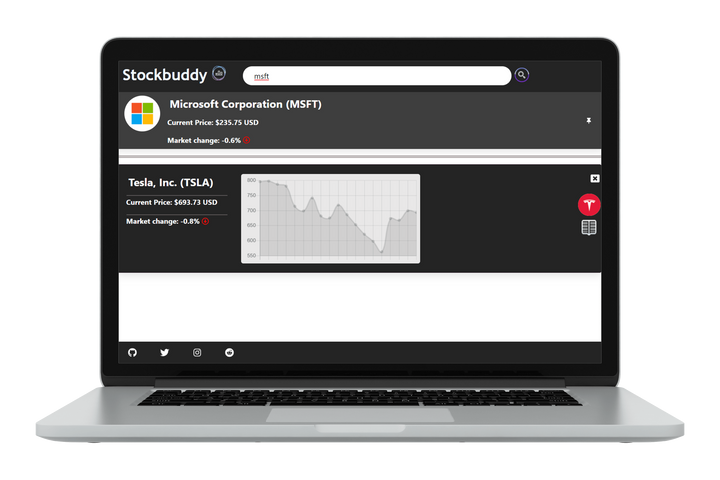 Stockbuddy
msft
Microsoft Corporation (MSFT)
Current Price: $235.75 USD
Market change: -0.6%
Tesla, Inc. (TSLA)
Current Price: $693.73 USD
Market change: -0.8%
800
750
700
650
600
550